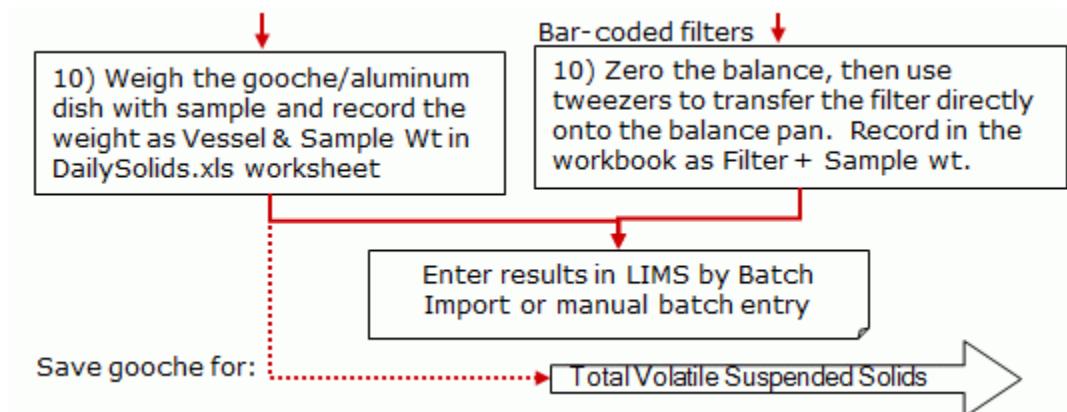 10) Weigh the gooche/aluminum
dish with sample and record the
weight as Vessel & Sample Wt in
DailySolids.xls worksheet
Bar-coded filters
10) Zero the balance, then use
tweezers to transfer the filter directly
onto the balance pan. Record in the
workbook as Filter + Sample wt.
Enter results in LIMS by Batch
Import or manual batch entry
Save gooche for:
Total Volatile Suspended Solids